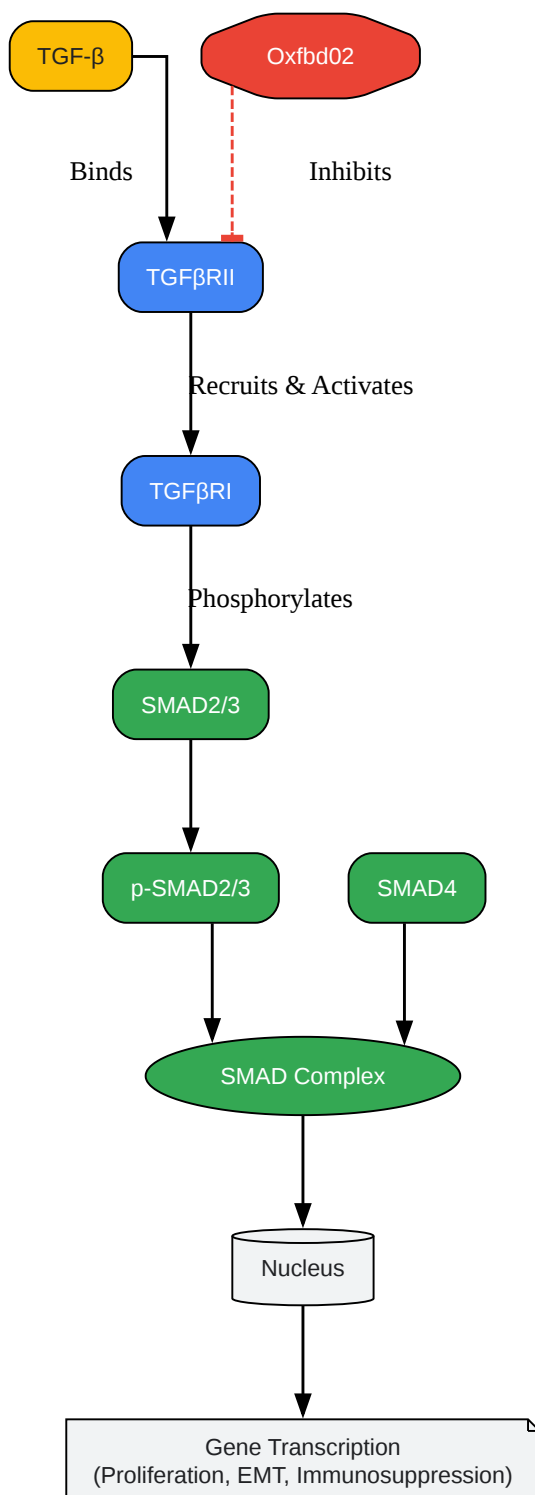 TGF-β
Oxfbd02
Binds
Inhibits
TGFβRII
Recruits & Activates
TGFβRI
Phosphorylates
SMAD2/3
p-SMAD2/3
SMAD4
SMAD Complex
Nucleus
Gene Transcription
(Proliferation, EMT, Immunosuppression)